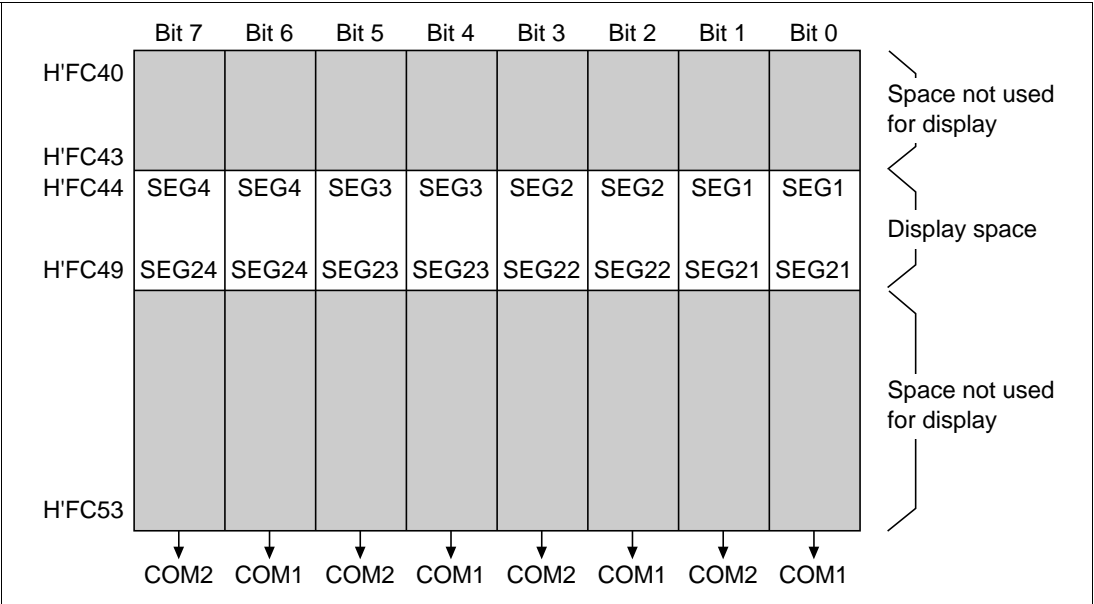 Bit 7 Bit 6 Bit 5 Bit 4 Bit 3 Bit 2 Bit 1 Bit 0
H'FC40
Space not used
for display
H'FC43
H'FC44 SEG4 SEG4 SEG3 SEG3 SEG2 SEG2 SEG1 SEG1
Display space
H'FC49 SEG24 SEG24 SEG23 SEG23 SEG22 SEG22 SEG21 SEG21
Space not used
for display
H'FC53
COM2 COM1 COM2 COM1 COM2 COM1 COM2 COM1